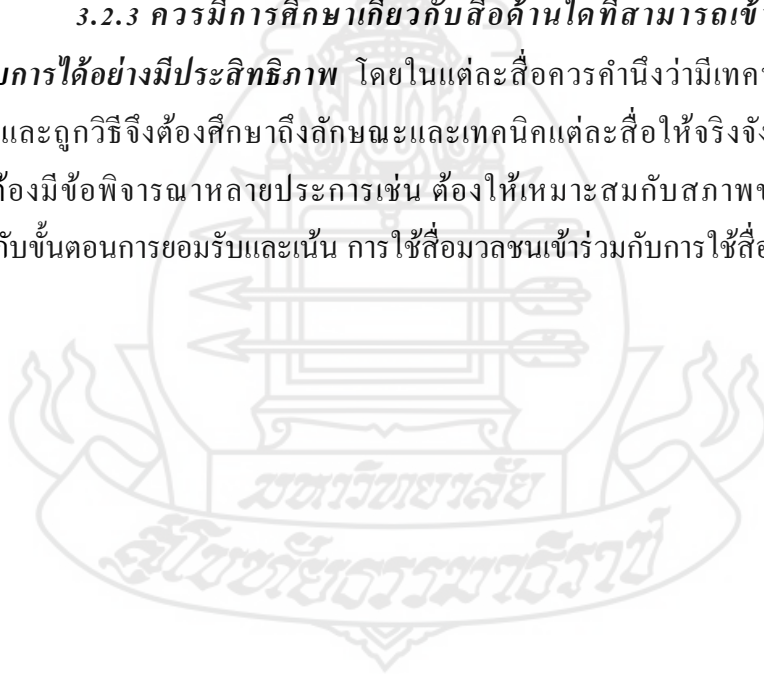 3.2.3 ควรมีการศึกษาเกี่ยวกับสื่อด้านใดที่สามารถเข้า
การได้อย่างมีประสิทธิภาพ โดยในแต่ละสื่อควรคำนึงว่ามีเทค
และถูกวิธีจึงต้องศึกษาถึงลักษณะและเทคนิคแต่ละสื่อให้จริงจัง
ต้องมีข้อพิจารณาหลายประการเช่น ต้องให้เหมาะสมกับสภาพ
กับขั้นตอนการยอมรับและเน้น การใช้สื่อมวลชนเข้าร่วมกับการใช้สื่อ
มหาวิทยาลัย
สุโขทัยธรรมาธิราช